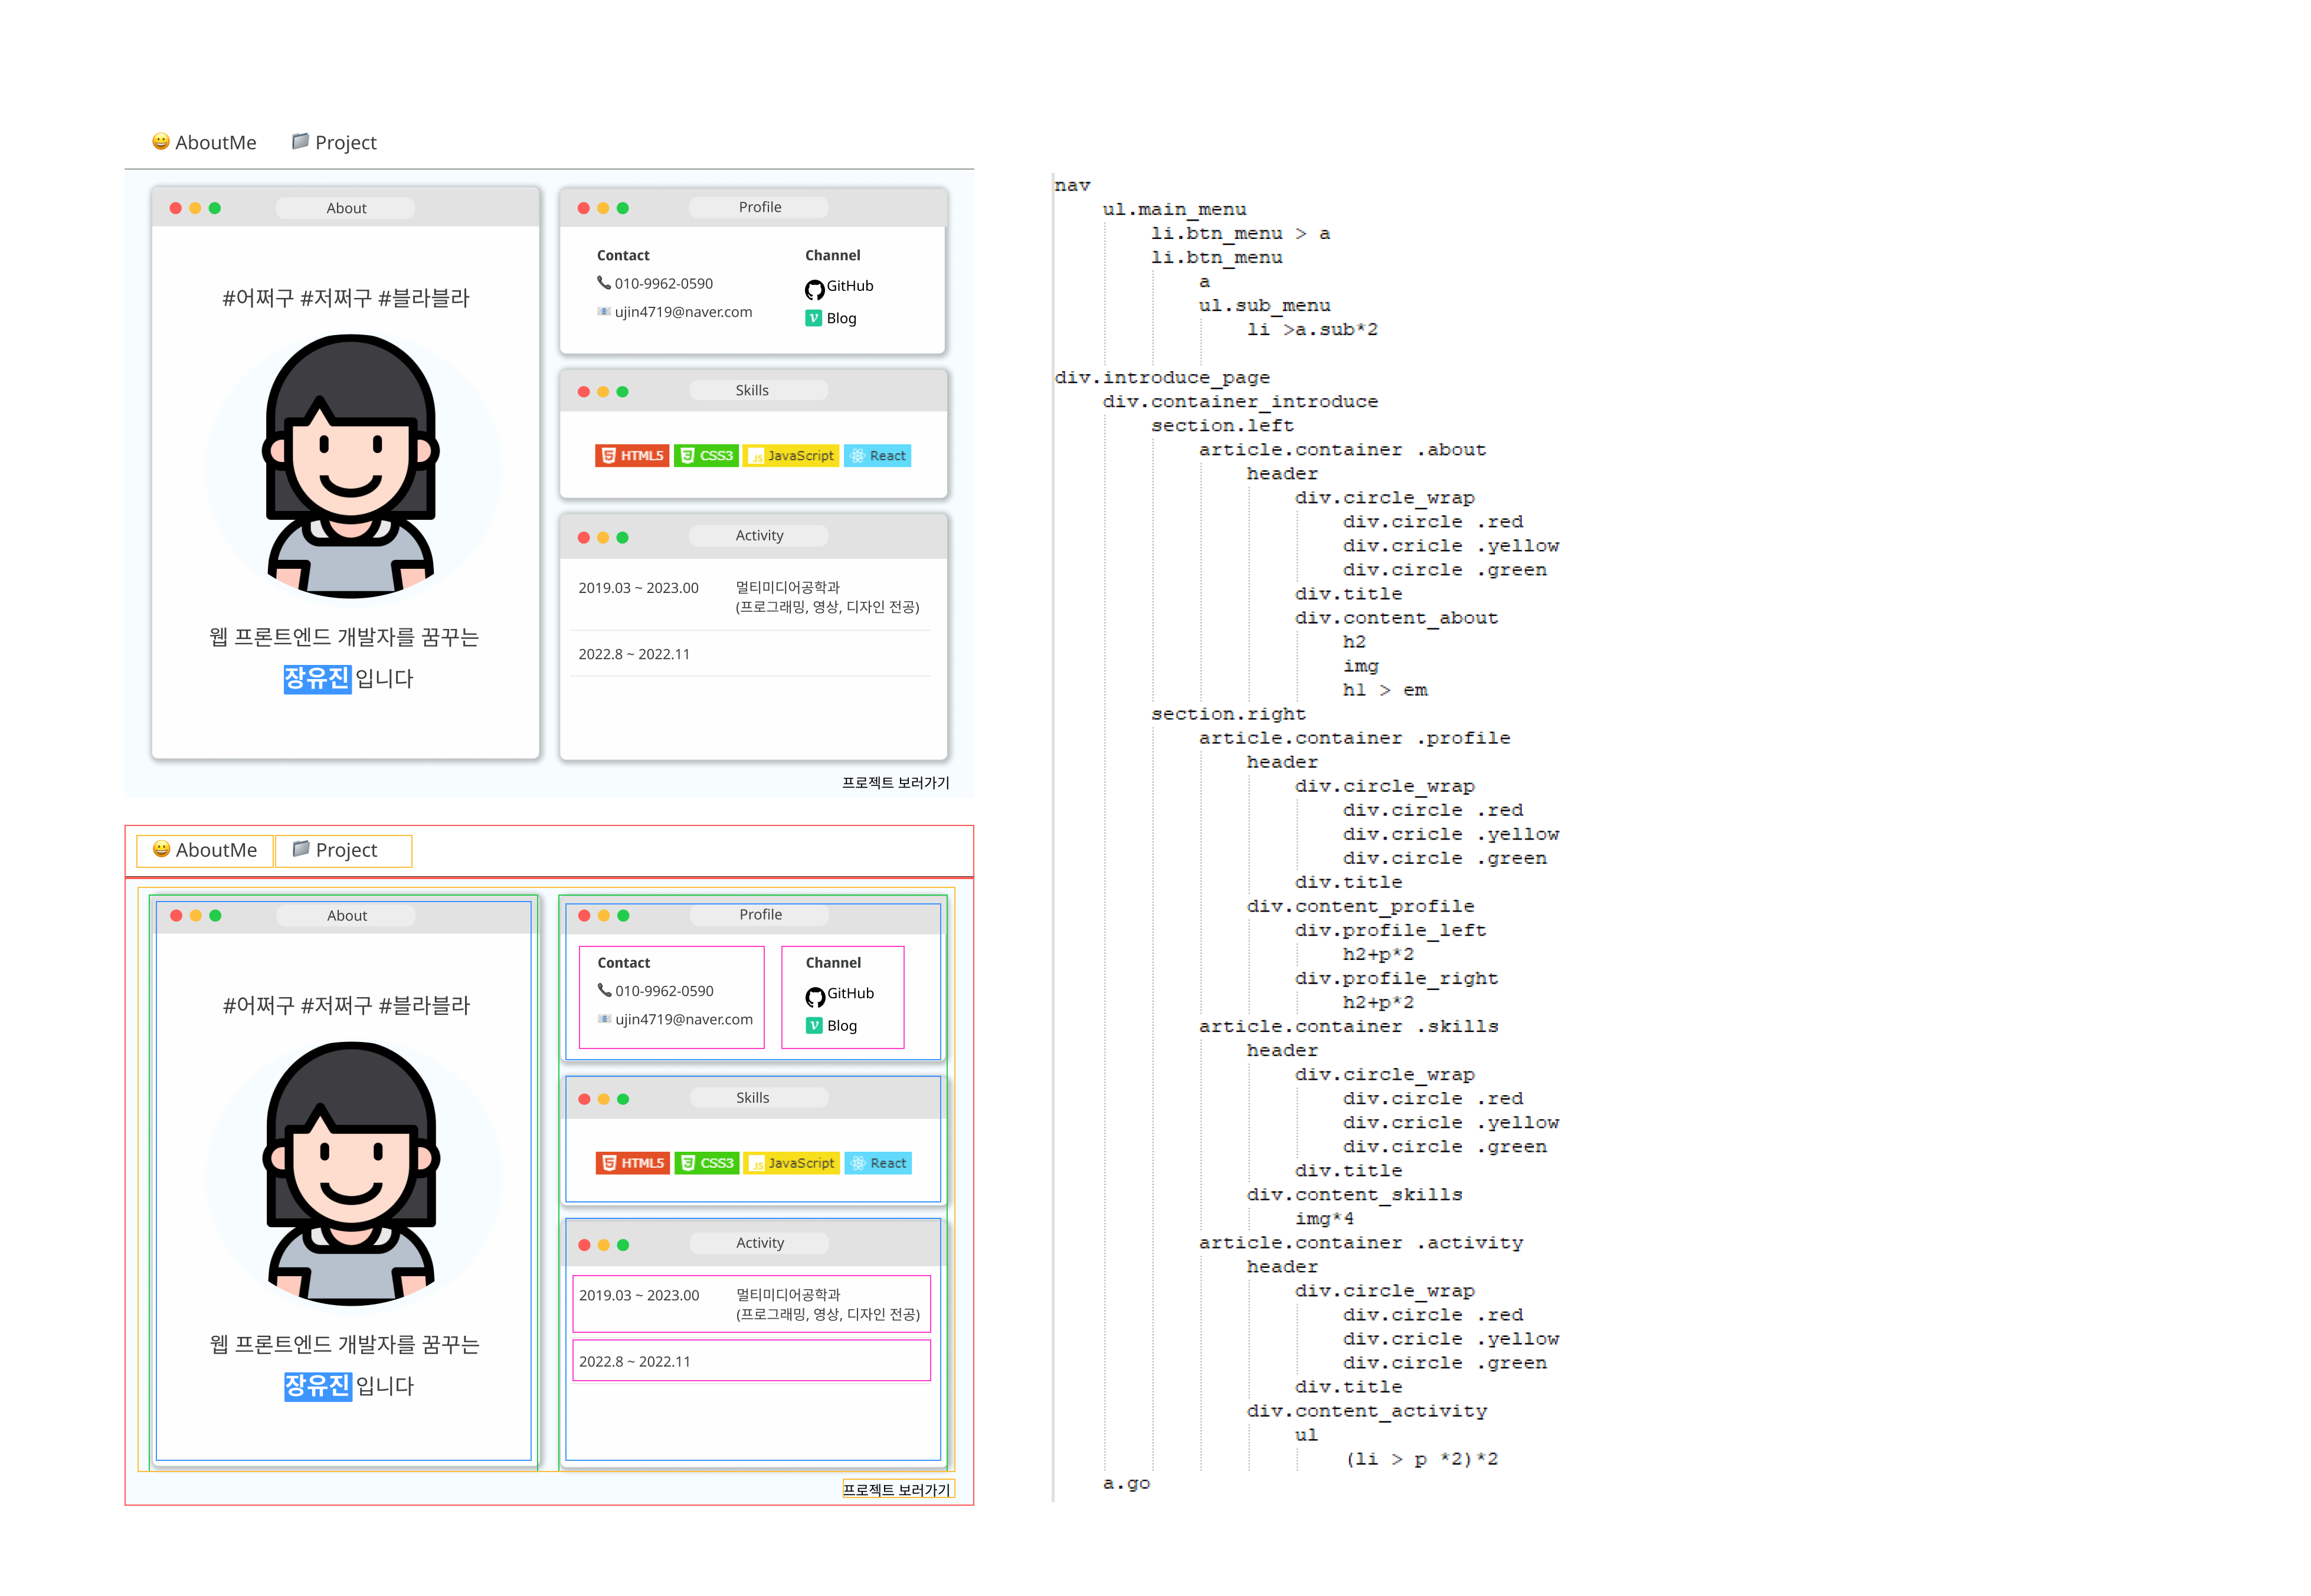 😀 AboutMe 📁 Project
About
#어쩌구 #저쩌구 #블라블라
웹 프론트엔드 개발자를 꿈꾸는
장유진 입니다
Profile
Contact
📞 010-9962-0590
📧 ujin4719@naver.com
Channel
GitHub
Blog
Skills
HTML5 CSS3 JS JavaScript React
Activity
2019.03 ~ 2023.00 멀티미디어공학과
(프로그래밍, 영상, 디자인 전공)
2022.8 ~ 2022.11
프로젝트 보러가기
😀 AboutMe 📁 Project
About
#어쩌구 #저쩌구 #블라블라
웹 프론트엔드 개발자를 꿈꾸는
장유진 입니다
Profile
Contact
📞 010-9962-0590
📧 ujin4719@naver.com
Channel
GitHub
Blog
Skills
HTML5 CSS3 JS JavaScript React
Activity
2019.03 ~ 2023.00 멀티미디어공학과
(프로그래밍, 영상, 디자인 전공)
2022.8 ~ 2022.11
프로젝트 보러가기
nav
ul.main_menu
li.btn_menu > a
li.btn_menu
a
ul.sub_menu
li >a.sub*2
div.introduce_page
div.container_introduce
section.left
article.container .about
header
div.circle_wrap
div.circle .red
div.cricle .yellow
div.circle .green
div.title
div.content_about
h2
img
h1 > em
section.right
article.container .profile
header
div.circle_wrap
div.circle .red
div.cricle .yellow
div.circle .green
div.title
div.content_profile
div.profile_left
h2+p*2
div.profile_right
h2+p*2
article.container .skills
header
div.circle_wrap
div.circle .red
div.cricle .yellow
div.circle .green
div.title
div.content_skills
img*4
article.container .activity
header
div.circle_wrap
div.circle .red
div.cricle .yellow
div.circle .green
div.title
div.content_activity
ul
(li > p *2)*2
a.go